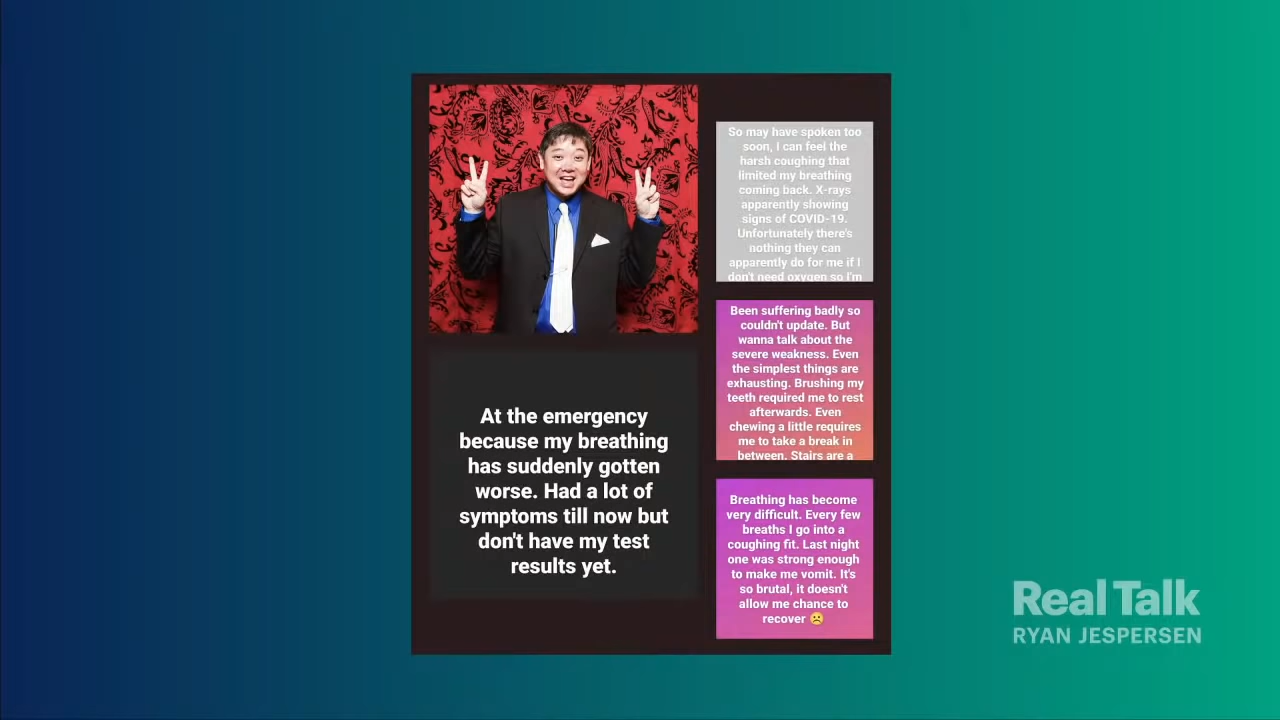 At the emergency
because my breathing
has suddenly gotten
worse. Had a lot of
symptoms till now but
don't have my test
results yet.
So may have spoken too
soon, I can feel the
harsh coughing that
limited my breathing
coming back. X-rays
apparently showing
signs of COVID-19.
Unfortunately there's
nothing they can
apparently do for me if I
don't need oxygen so I'm
Been suffering badly so
couldn't update. But
wanna talk about the
severe weakness. Even
the simplest things are
exhausting. Brushing my
teeth required me to rest
afterwards. Even
chewing a little requires
me to take a break in
between. Stairs are a
Breathing has become
very difficult. Every few
breaths I go into a
coughing fit. Last night
one was strong enough
to make me vomit. It's
so brutal, it doesn't
allow me chance to
recover ☹️
Real Talk
RYAN JESPERSEN